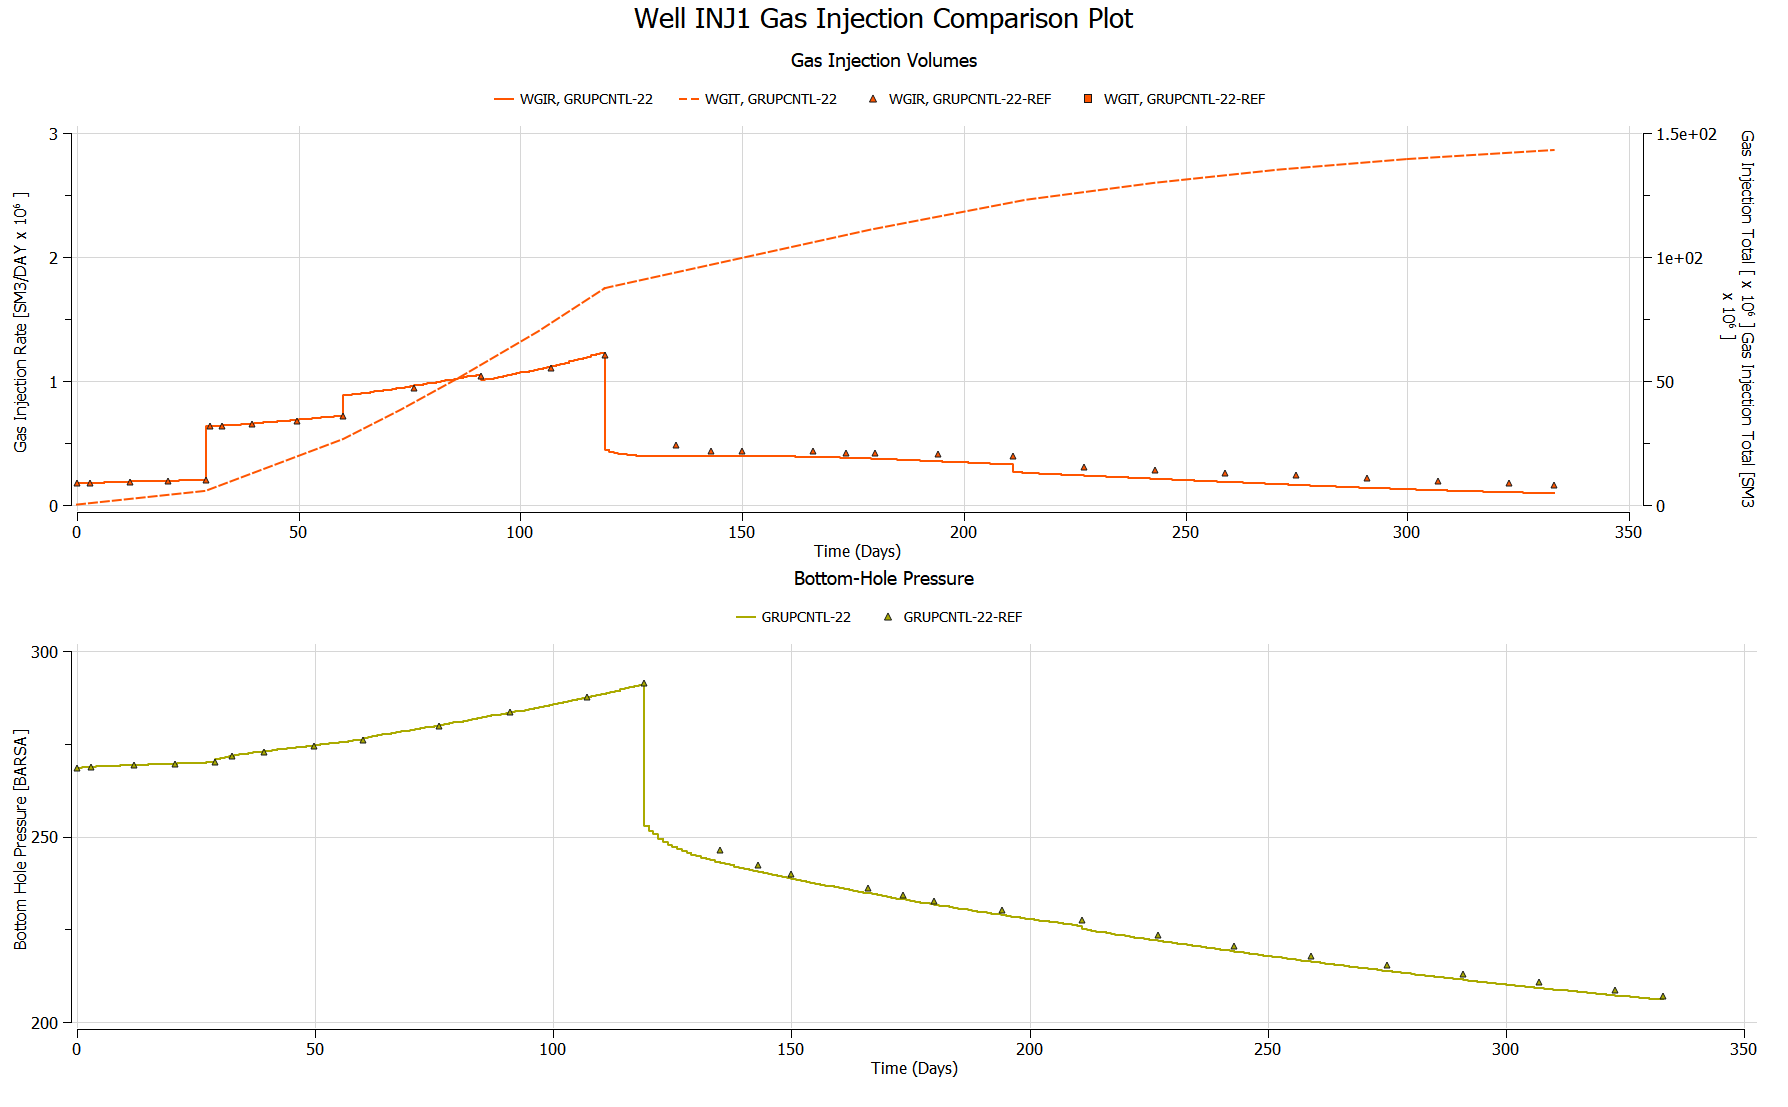 Well INJ1 Gas Injection Comparison Plot
Gas Injection Volumes
WGIR, GRUPCNTL-22 WGIT, GRUPCNTL-22 WGIR, GRUPCNTL-22-REF WGIT, GRUPCNTL-22-REF
Gas Injection Rate [SM3/DAY x 10⁶ ]
3
2
1
0
1.5e+02
1e+02
50
0
Gas Injection Total [ x 10⁶ ] Gas Injection Total [SM3
x 10⁶ ]
0 50 100 150 200 250 300 350
Time (Days)
Bottom-Hole Pressure
GRUPCNTL-22 GRUPCNTL-22-REF
Bottom Hole Pressure [BARSA]
300
250
200
0 50 100 150 200 250 300 350
Time (Days)